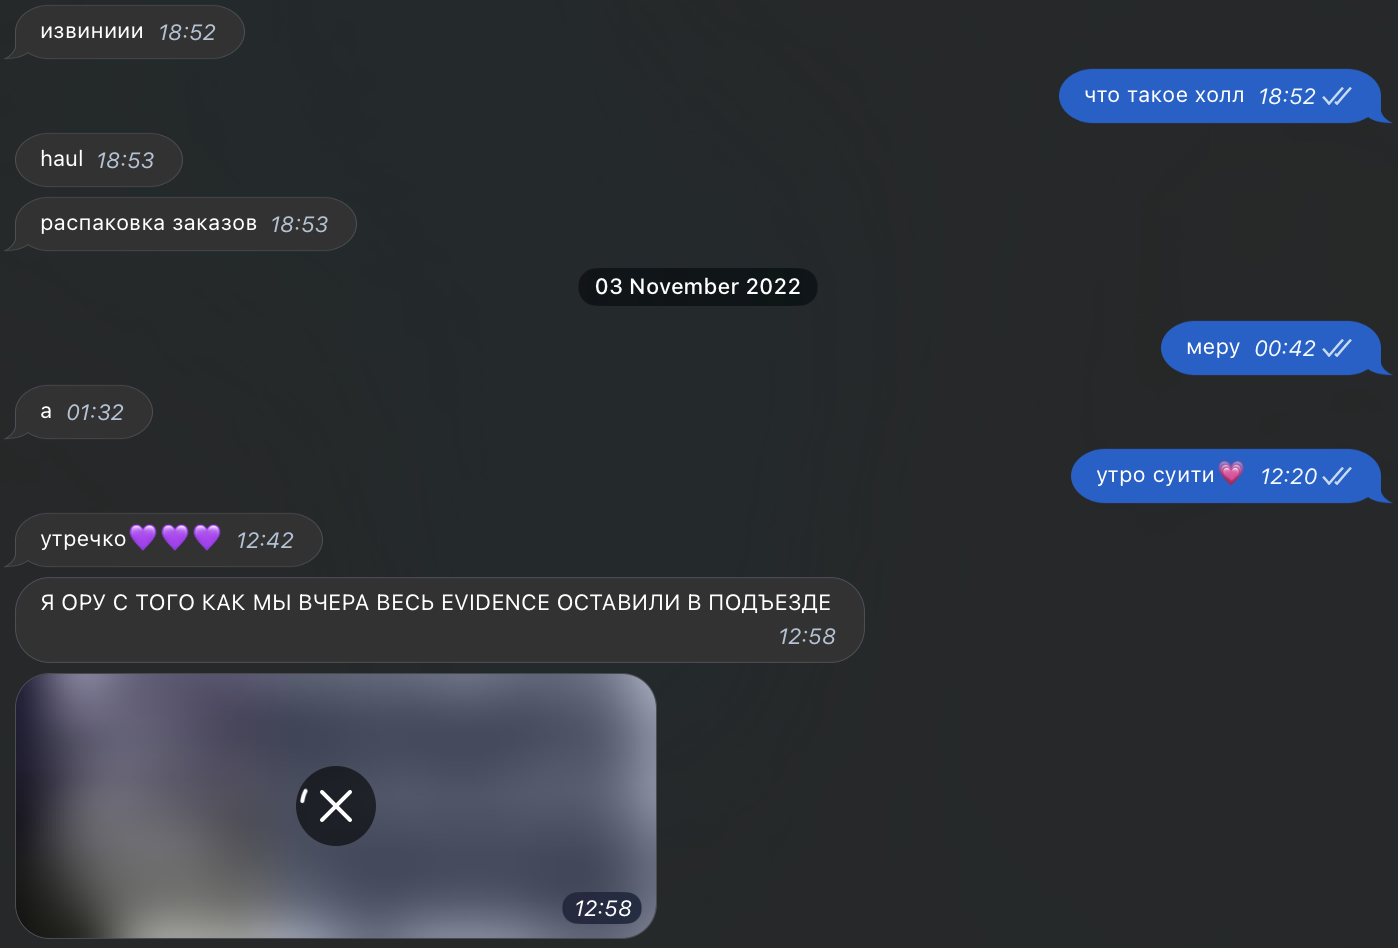 извиниии 18:52
что такое холл 18:52
haul 18:53
распаковка заказов 18:53
03 November 2022
меру 00:42
а 01:32
утро суити💗 12:20
утречко💜💜💜 12:42
Я ОРУ С ТОГО КАК МЫ ВЧЕРА ВЕСЬ EVIDENCE ОСТАВИЛИ В ПОДЪЕЗДЕ
12:58
12:58